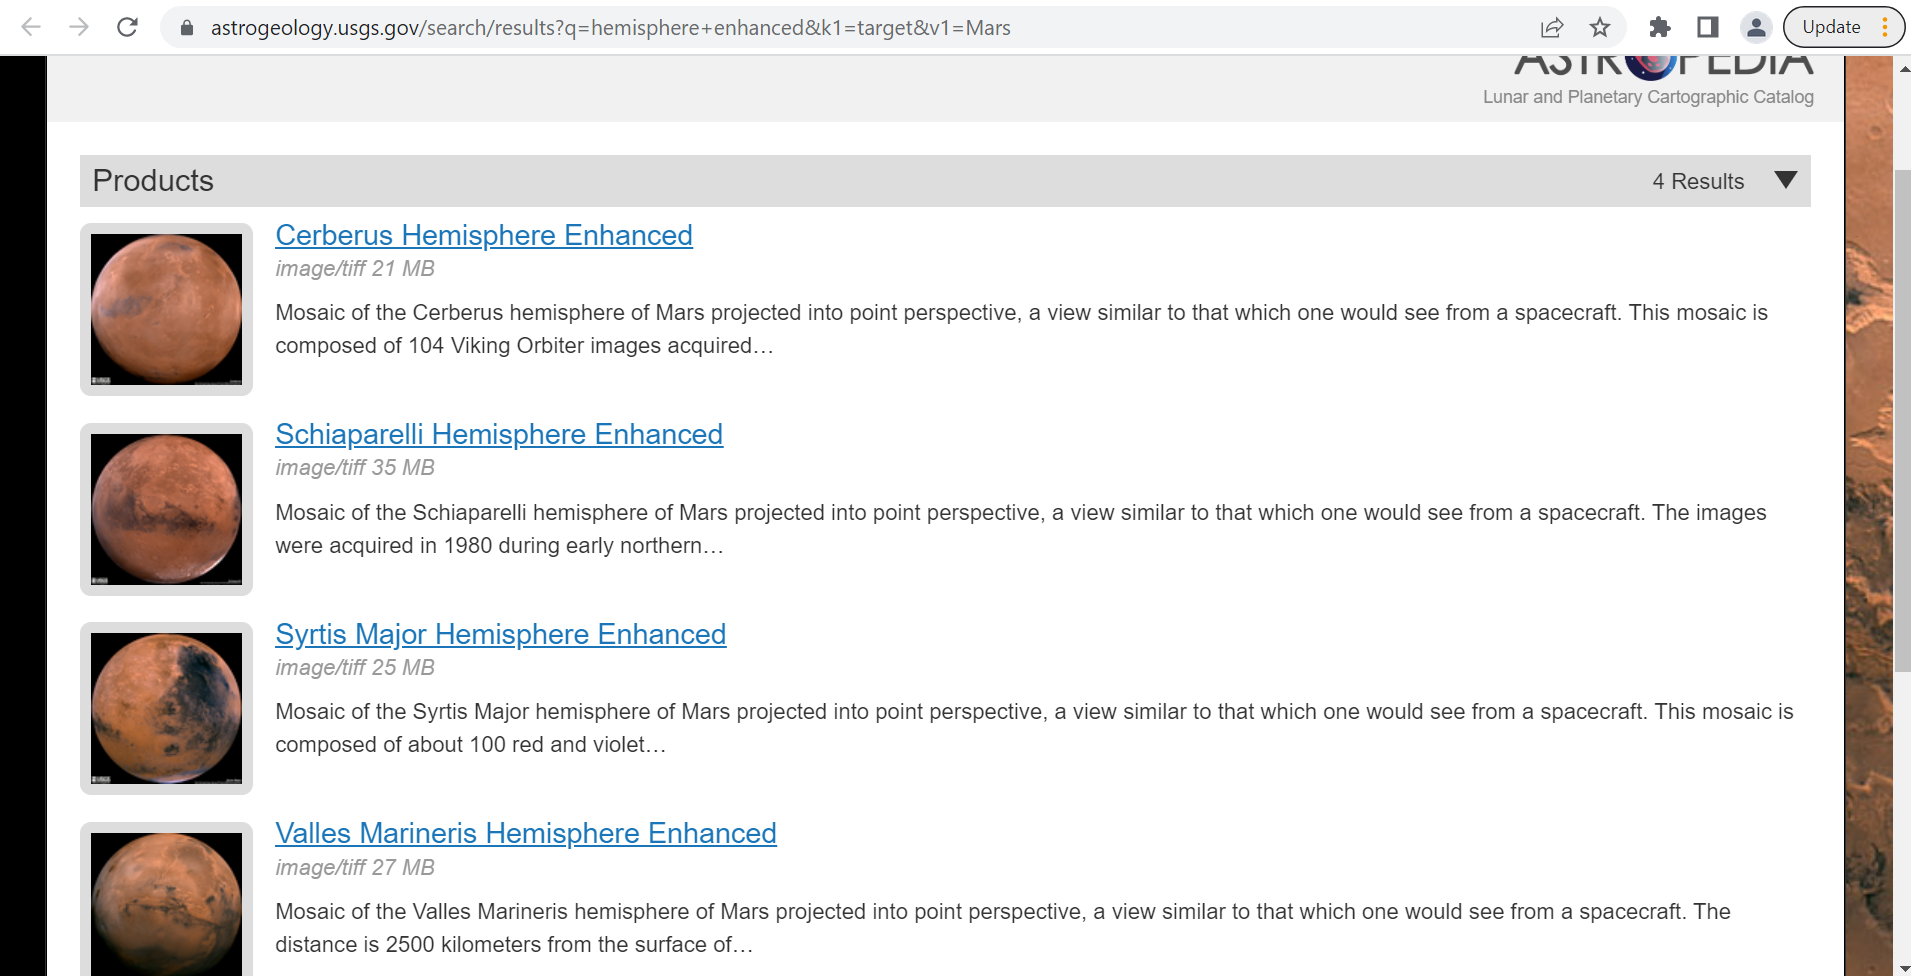 astrogeology.usgs.gov/search/results?q=hemisphere+enhanced&k1=target&v1=Mars
Update
ASTROPEDIA
Lunar and Planetary Cartographic Catalog
Products
4 Results
Cerberus Hemisphere Enhanced
image/tiff 21 MB
Mosaic of the Cerberus hemisphere of Mars projected into point perspective, a view similar to that which one would see from a spacecraft. This mosaic is
composed of 104 Viking Orbiter images acquired…
Schiaparelli Hemisphere Enhanced
image/tiff 35 MB
Mosaic of the Schiaparelli hemisphere of Mars projected into point perspective, a view similar to that which one would see from a spacecraft. The images
were acquired in 1980 during early northern…
Syrtis Major Hemisphere Enhanced
image/tiff 25 MB
Mosaic of the Syrtis Major hemisphere of Mars projected into point perspective, a view similar to that which one would see from a spacecraft. This mosaic is
composed of about 100 red and violet…
Valles Marineris Hemisphere Enhanced
image/tiff 27 MB
Mosaic of the Valles Marineris hemisphere of Mars projected into point perspective, a view similar to that which one would see from a spacecraft. The
distance is 2500 kilometers from the surface of…